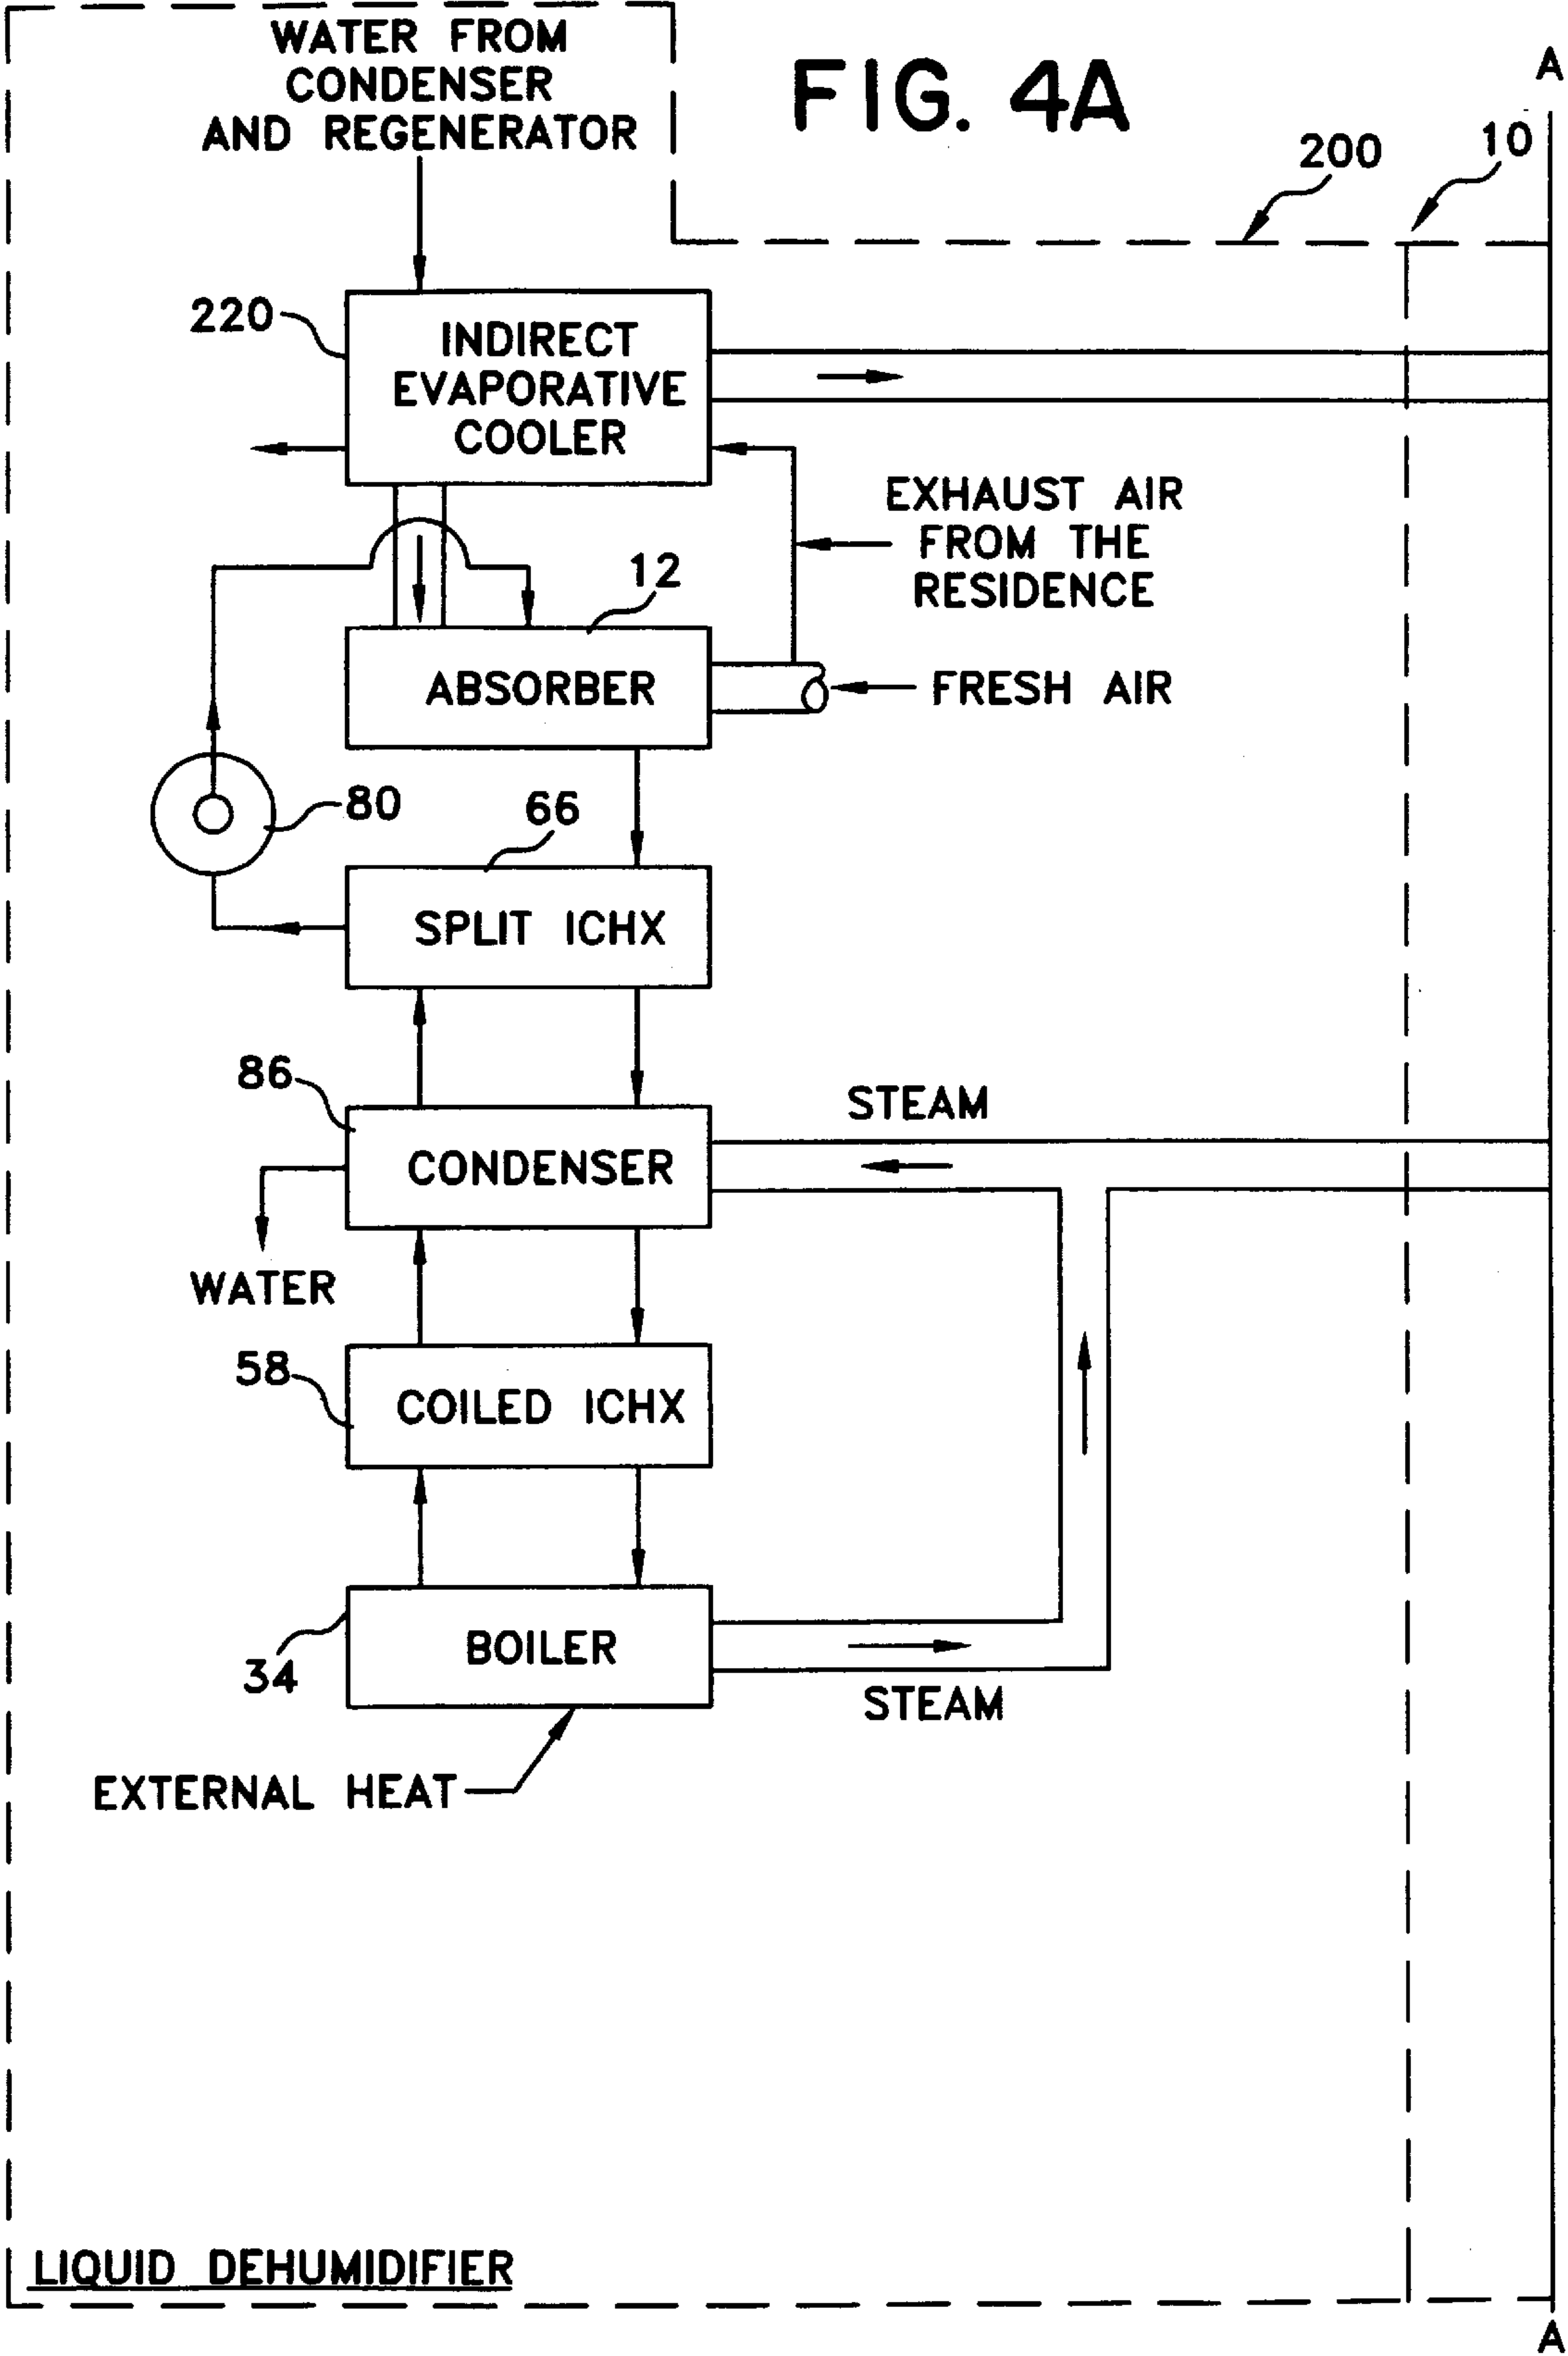 WATER FROM
CONDENSER
AND REGENERATOR
FIG. 4A
A
200
10
220
INDIRECT
EVAPORATIVE
COOLER
EXHAUST AIR
FROM THE
RESIDENCE
12
ABSORBER
FRESH AIR
80
66
SPLIT ICHX
86
STEAM
CONDENSER
WATER
58
COILED ICHX
34
BOILER
STEAM
EXTERNAL HEAT
LIQUID DEHUMIDIFIER
A